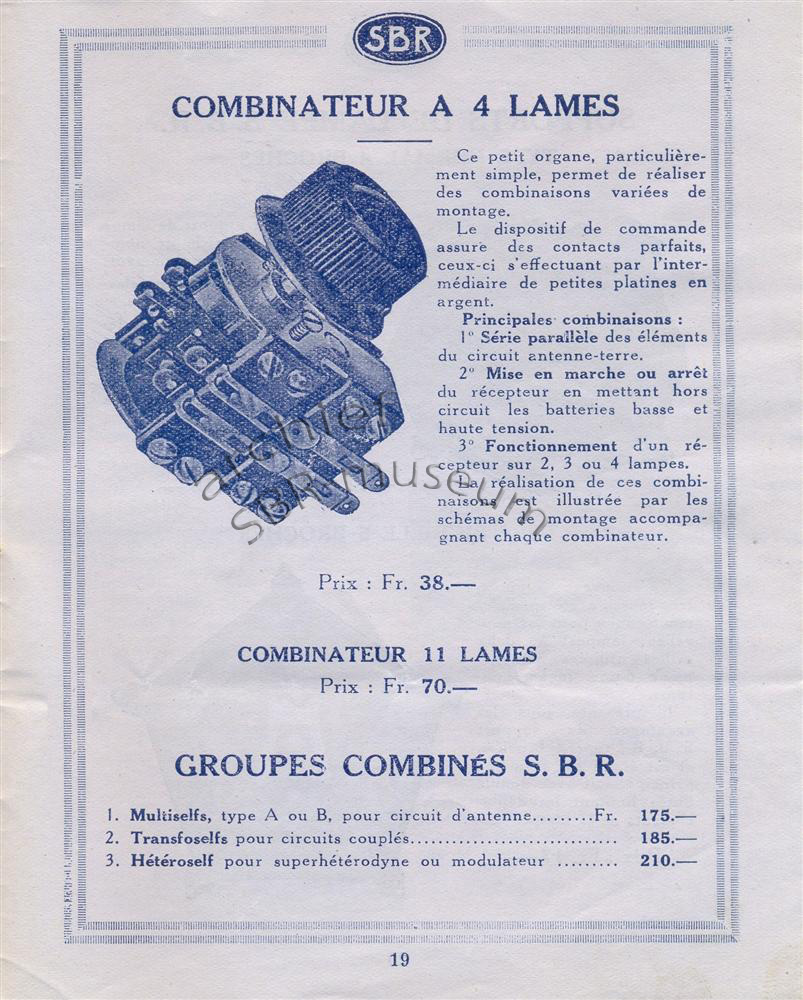 SBR
COMBINATEUR A 4 LAMES
Ce petit organe, particulière-
ment simple, permet de réaliser
des combinaisons variées de
montage.
Le dispositif de commande
assure des contacts parfaits,
ceux-ci s'effectuant par l'inter-
médiaire de petites platines en
argent.
Principales combinaisons :
1° Série parallèle des éléments
du circuit antenne-terre.
2° Mise en marche ou arrêt
du récepteur en mettant hors
circuit les batteries basse et
haute tension.
3° Fonctionnement d'un ré-
cepteur sur 2, 3 ou 4 lampes.
La réalisation de ces combi-
naisons est illustrée par les
schémas de montage accompa-
gnant chaque combinateur.
archief
SBR museum
Prix : Fr. 38.—
COMBINATEUR 11 LAMES
Prix : Fr. 70.—
GROUPES COMBINÉS S. B. R.
1. Multiselfs, type A ou B, pour circuit d'antenne.........Fr. 175.—
2. Transfoselfs pour circuits couplés.............................. 185.—
3. Hétéroself pour superhétérodyne ou modulateur ......... 210.—
19